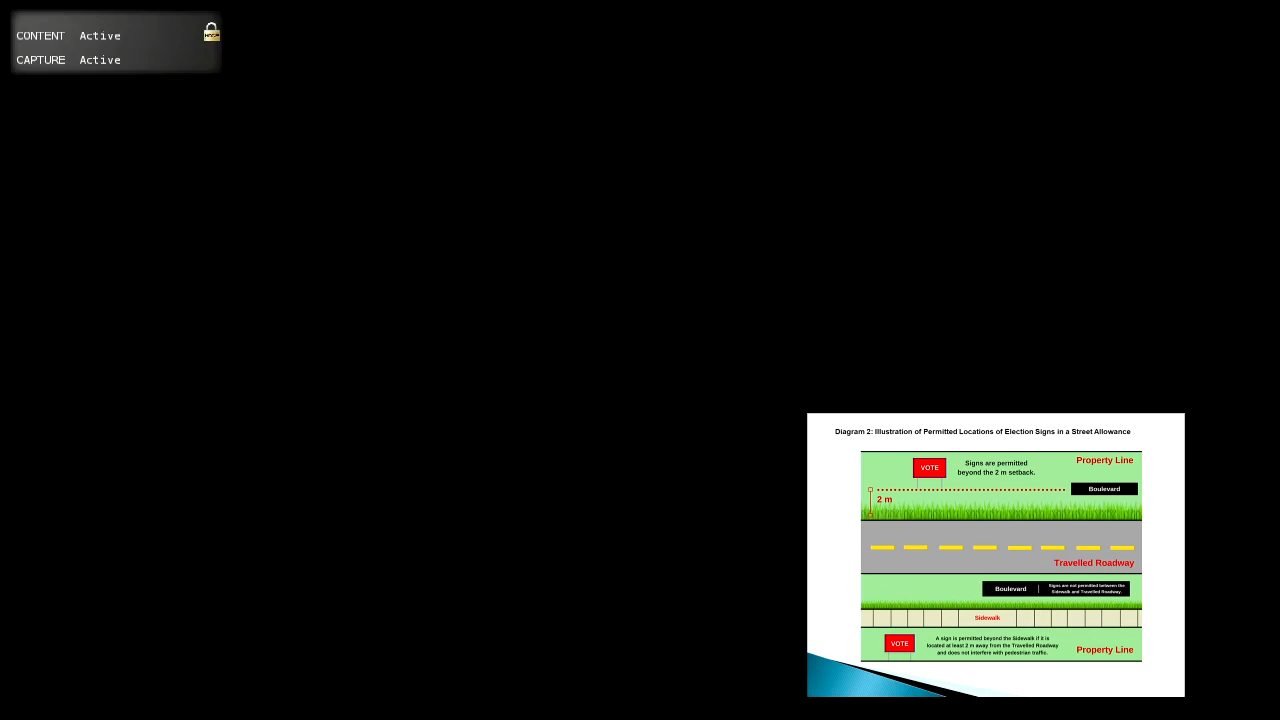 CONTENT Active
HDCP
CAPTURE Active
Diagram 2: Illustration of Permitted Locations of Election Signs in a Street Allowance
VOTE
Signs are permitted
beyond the 2 m setback.
Property Line
Boulevard
2 m
Travelled Roadway
Boulevard
Signs are not permitted between the
Sidewalk and Travelled Roadway.
Sidewalk
VOTE
A sign is permitted beyond the Sidewalk if it is
located at least 2 m away from the Travelled Roadway
and does not interfere with pedestrian traffic.
Property Line